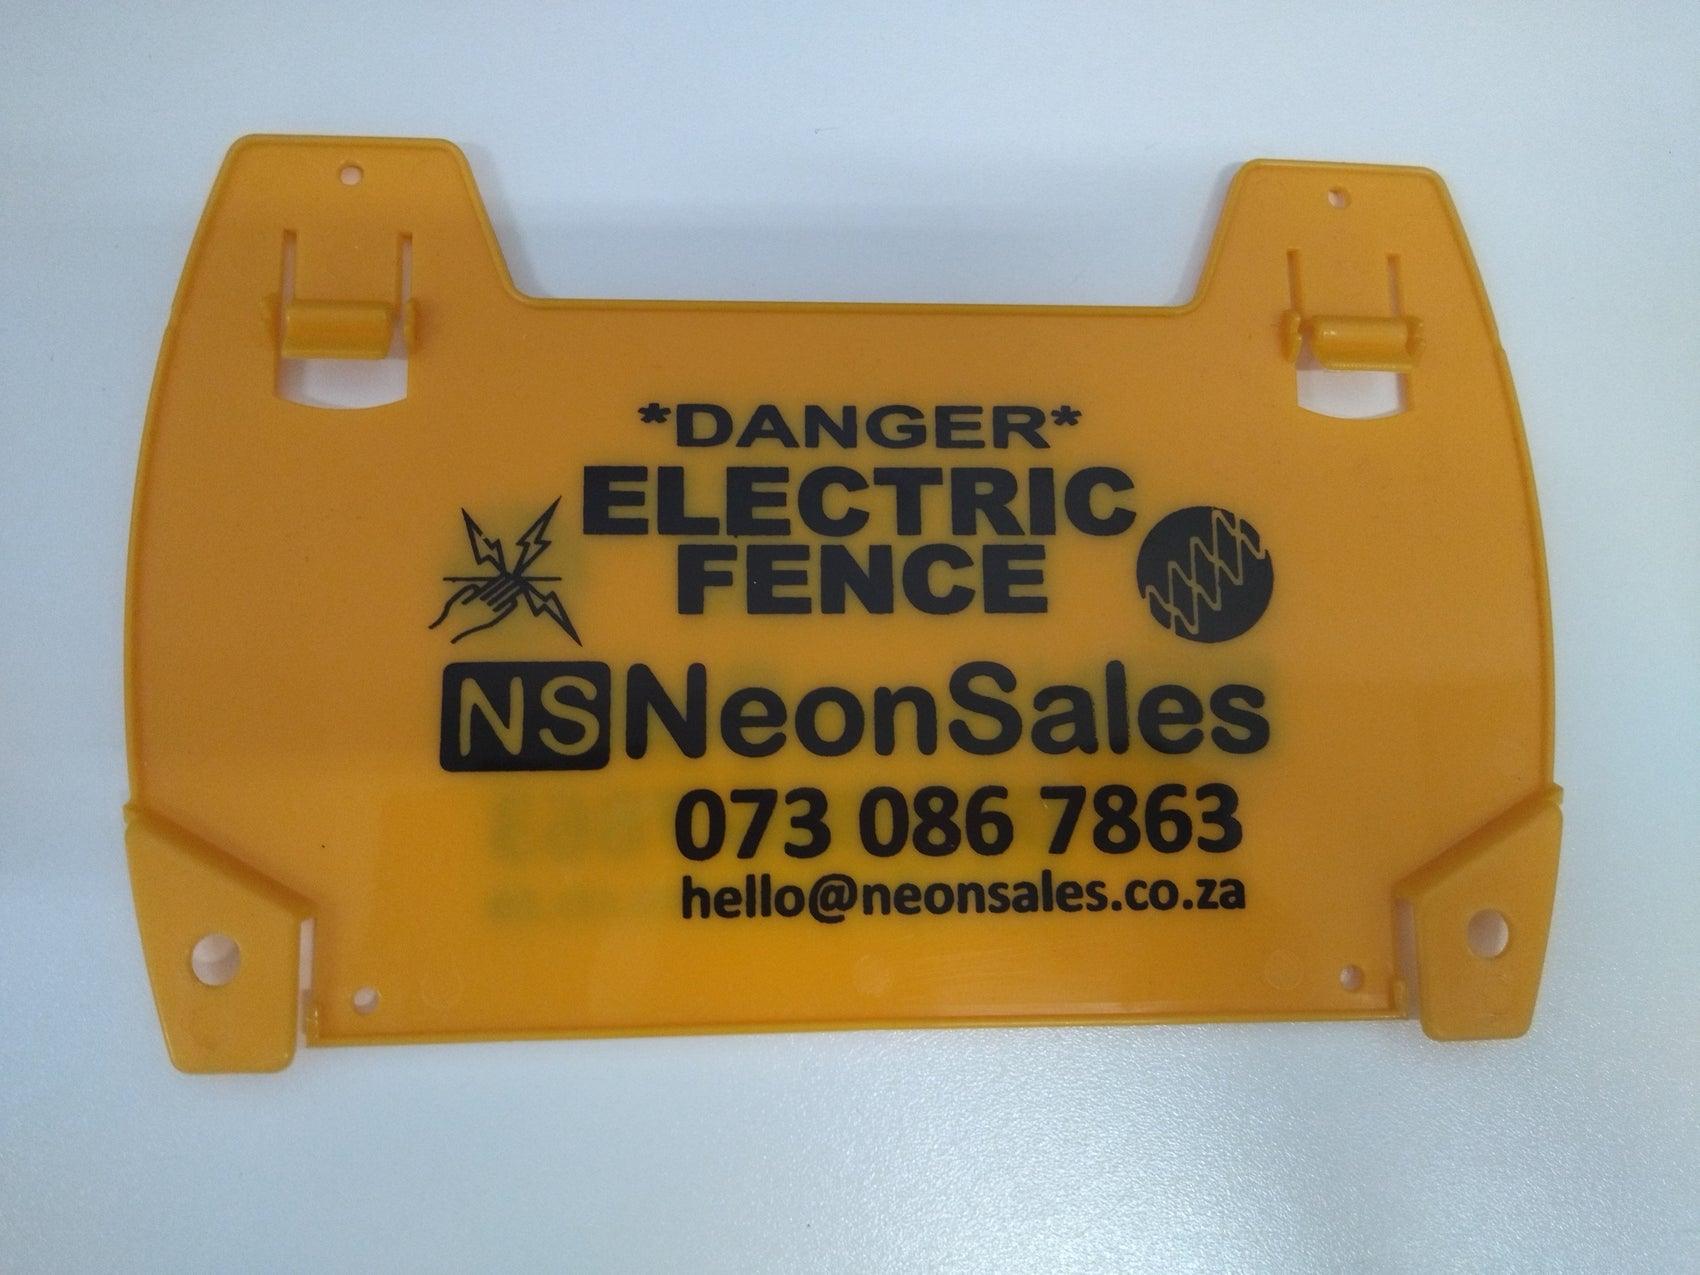 *DANGER*
ELECTRIC
FENCE
NS NeonSales
073 086 7863
hello@neonsales.co.za